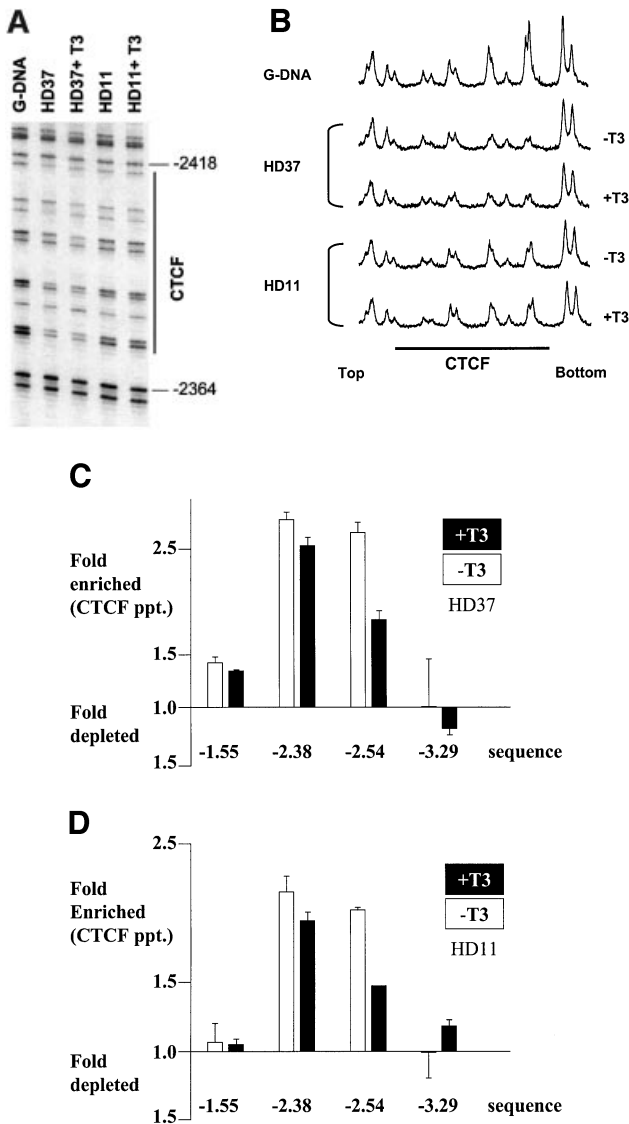 A
G-DNA
HD37
HD37+ T3
HD11
HD11+ T3
-2418
CTCF
-2364
B
G-DNA
HD37
-T3
+T3
HD11
-T3
+T3
CTCF
Top
Bottom
C
Fold
enriched
(CTCF ppt.)
2.5
1.5
1.0
Fold
depleted
1.5
+T3
-T3
HD37
-1.55 -2.38 -2.54 -3.29 sequence
D
Fold
Enriched
(CTCF ppt.)
2.5
1.5
1.0
Fold
depleted
1.5
+T3
-T3
HD11
-1.55 -2.38 -2.54 -3.29 sequence